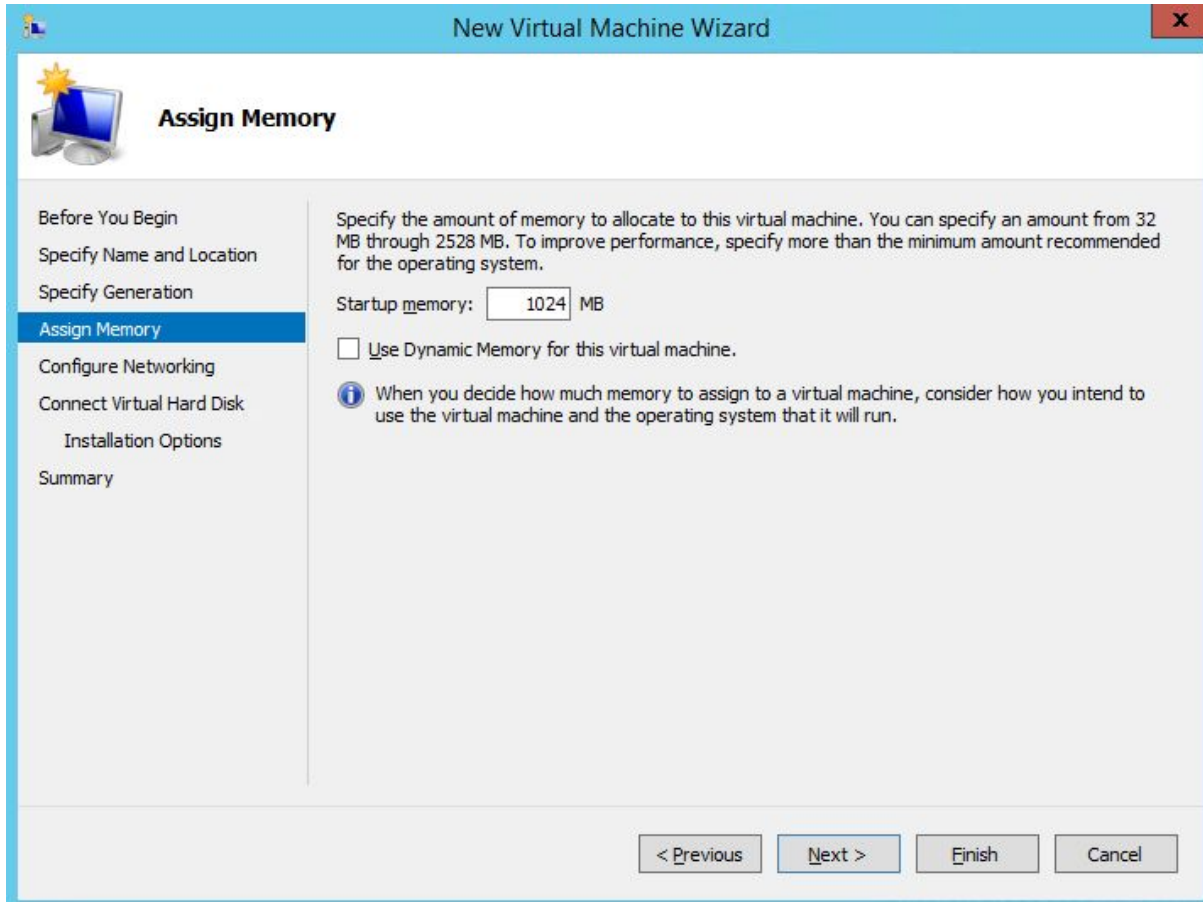 New Virtual Machine Wizard
x
Assign Memory
Before You Begin
Specify Name and Location
Specify Generation
Assign Memory
Configure Networking
Connect Virtual Hard Disk
Installation Options
Summary
Specify the amount of memory to allocate to this virtual machine. You can specify an amount from 32
MB through 2528 MB. To improve performance, specify more than the minimum amount recommended
for the operating system.
Startup memory: 1024 MB
Use Dynamic Memory for this virtual machine.
When you decide how much memory to assign to a virtual machine, consider how you intend to
use the virtual machine and the operating system that it will run.
< Previous Next > Finish Cancel